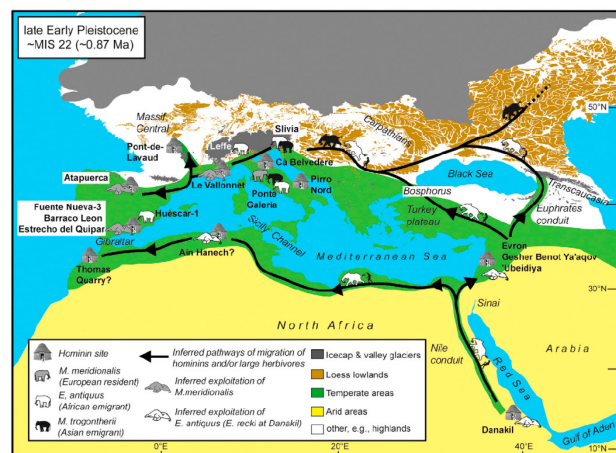 late Early Pleistocene
~MIS 22 (~0.87 Ma)
50°N
Massif
Central
Pont-de-
Lavaud
Leffe
Slivia
Carpathians
Cà Belvedère
Atapuerca
Le Vallonnet
Ponte
Galeria
Pirro
Nord
Black Sea
Bosphorus
Transcaucasia
Fuente Nueva-3
Barraco Leon
Estrecho del Quipar
Huéscar-1
Gibraltar
Turkey
plateau
Euphrates
conduit
Sicily Channel
Mediterranean Sea
Evron
Gesher Benot Ya'aqov
'Ubeidiya
Thomas
Quarry?
Ain Hanech?
30°N
Sinai
North Africa
Nile
conduit
Red Sea
Arabia
Danakil
Gulf of Aden
Hominin site
M. meridionalis
(European resident)
E. antiquus
(African emigrant)
M. trogontherii
(Asian emigrant)
Inferred pathways of migration of
hominins and/or large herbivores
Inferred exploitation of
M.meridionalis
Inferred exploitation of
E. antiquus (E. recki at Danakil)
Icecap & valley glaciers
Loess lowlands
Temperate areas
Arid areas
other, e.g., highlands
0°E
20°E
40°E
10°N